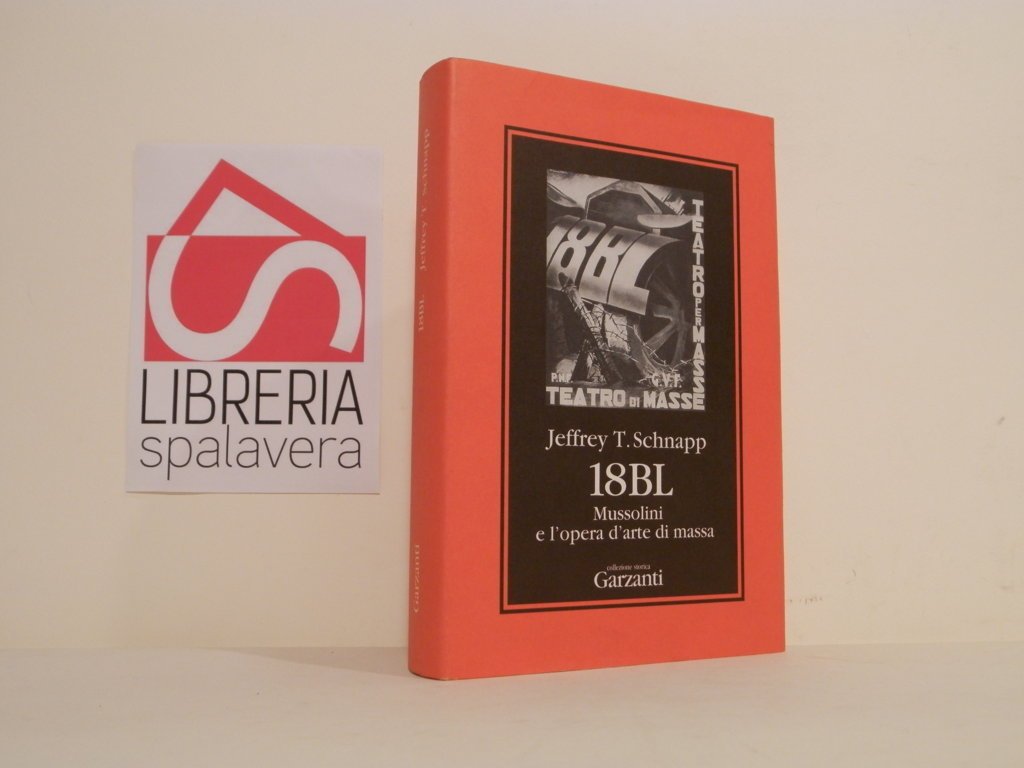 LIBRERIA
spalavera
18BL Jeffrey T. Schnapp
Garzanti
18BL
TEATRO PER MASSE
P.N.F. G.U.F.
TEATRO DI MASSE
Jeffrey T. Schnapp
18BL
Mussolini
e l'opera d'arte di massa
collezione storica
Garzanti